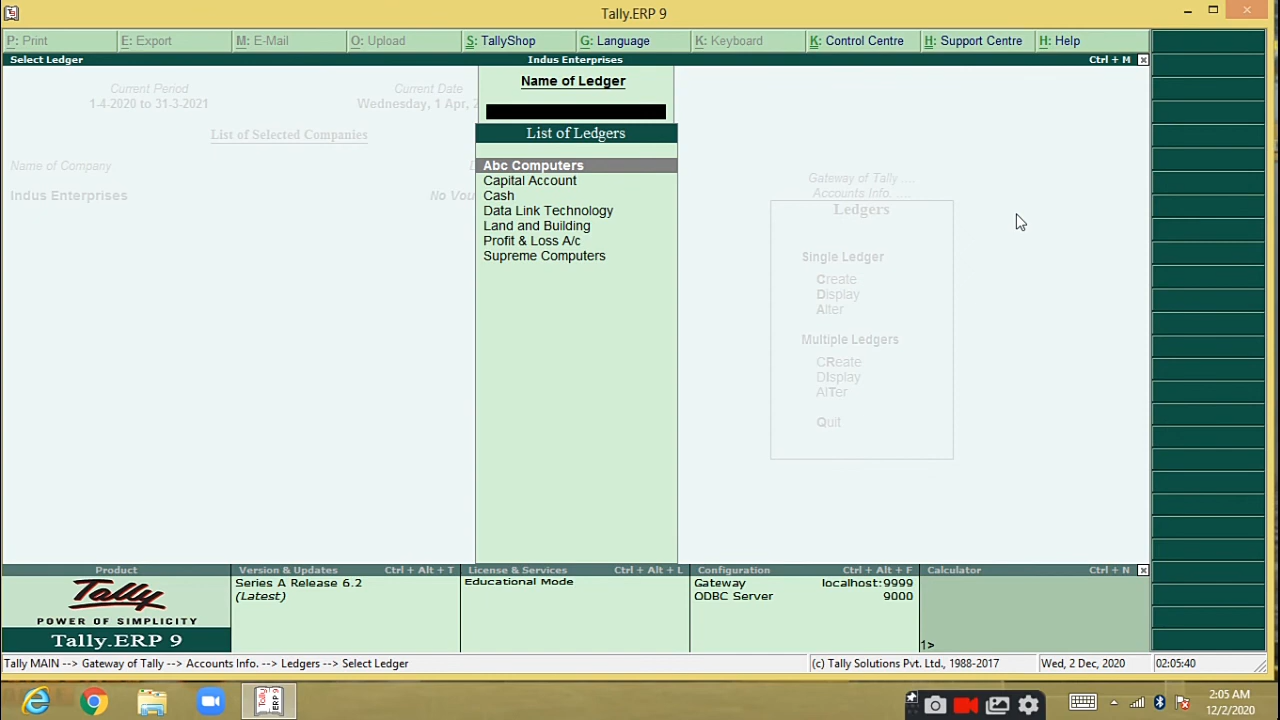 Tally.ERP 9
P: Print
E: Export
M: E-Mail
O: Upload
S: TallyShop
G: Language
K: Keyboard
K: Control Centre
H: Support Centre
H: Help
Select Ledger
Indus Enterprises
Ctrl + M
Current Period
1-4-2020 to 31-3-2021
Current Date
Wednesday, 1 Apr,
List of Selected Companies
Name of Company
Indus Enterprises
No Vou
Name of Ledger
List of Ledgers
Abc Computers
Capital Account
Cash
Data Link Technology
Land and Building
Profit & Loss A/c
Supreme Computers
Gateway of Tally ....
Accounts Info. ....
Ledgers
Single Ledger
Create
Display
Alter
Multiple Ledgers
CReate
DIsplay
AlTer
Quit
Product
Tally
POWER OF SIMPLICITY
Tally.ERP 9
Version & Updates Ctrl + Alt + T
Series A Release 6.2
(Latest)
License & Services Ctrl + Alt + L
Educational Mode
Configuration Ctrl + Alt + F
Gateway localhost:9999
ODBC Server 9000
Calculator Ctrl + N
1>
Tally MAIN --> Gateway of Tally --> Accounts Info. --> Ledgers --> Select Ledger
(c) Tally Solutions Pvt. Ltd., 1988-2017
Wed, 2 Dec, 2020
02:05:40
Tally ERP 9
2:05 AM
12/2/2020